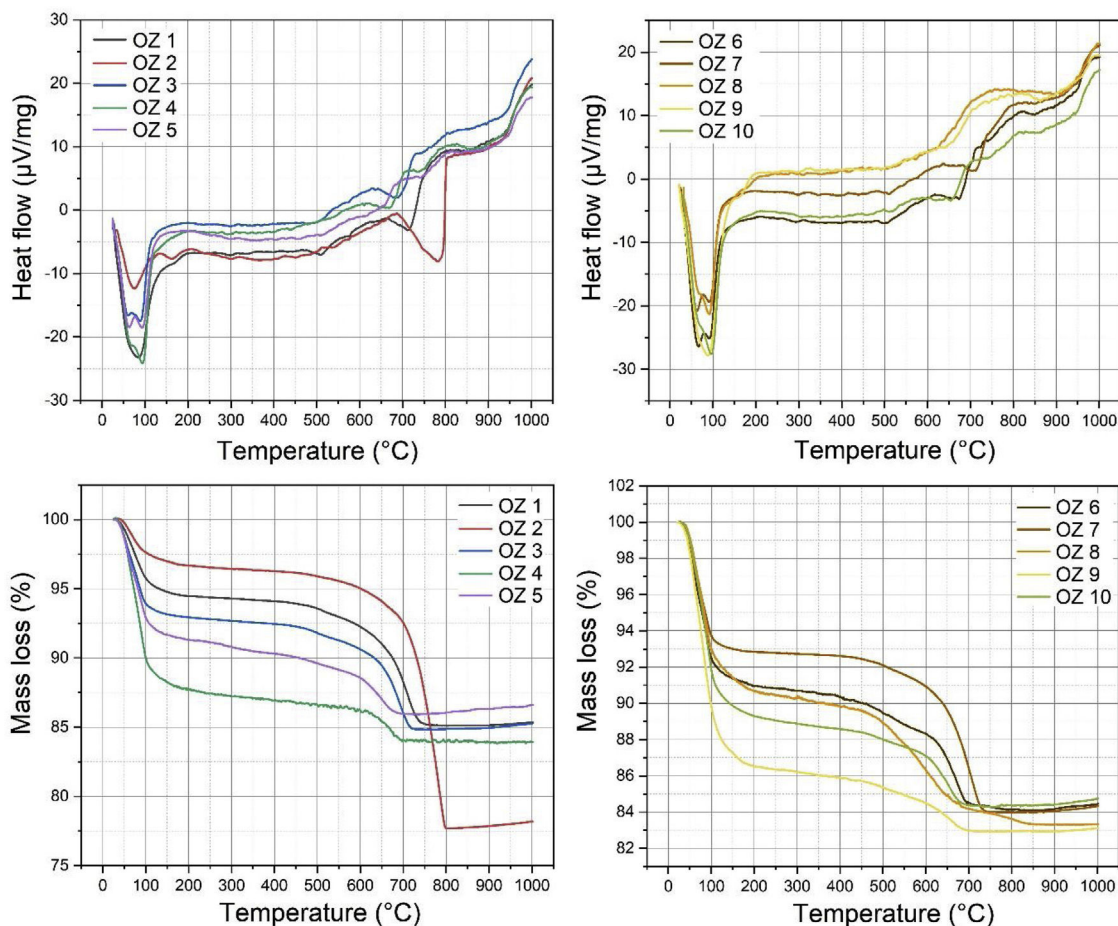 30
20
10
0
-10
-20
-30
Heat flow (µV/mg)
OZ 1
OZ 2
OZ 3
OZ 4
OZ 5
0 100 200 300 400 500 600 700 800 900 1000
Temperature (°C)
20
10
0
-10
-20
-30
Heat flow (µV/mg)
OZ 6
OZ 7
OZ 8
OZ 9
OZ 10
0 100 200 300 400 500 600 700 800 900 1000
Temperature (°C)
100
95
90
85
80
75
Mass loss (%)
OZ 1
OZ 2
OZ 3
OZ 4
OZ 5
0 100 200 300 400 500 600 700 800 900 1000
Temperature (°C)
102
100
98
96
94
92
90
88
86
84
82
Mass loss (%)
OZ 6
OZ 7
OZ 8
OZ 9
OZ 10
0 100 200 300 400 500 600 700 800 900 1000
Temperature (°C)